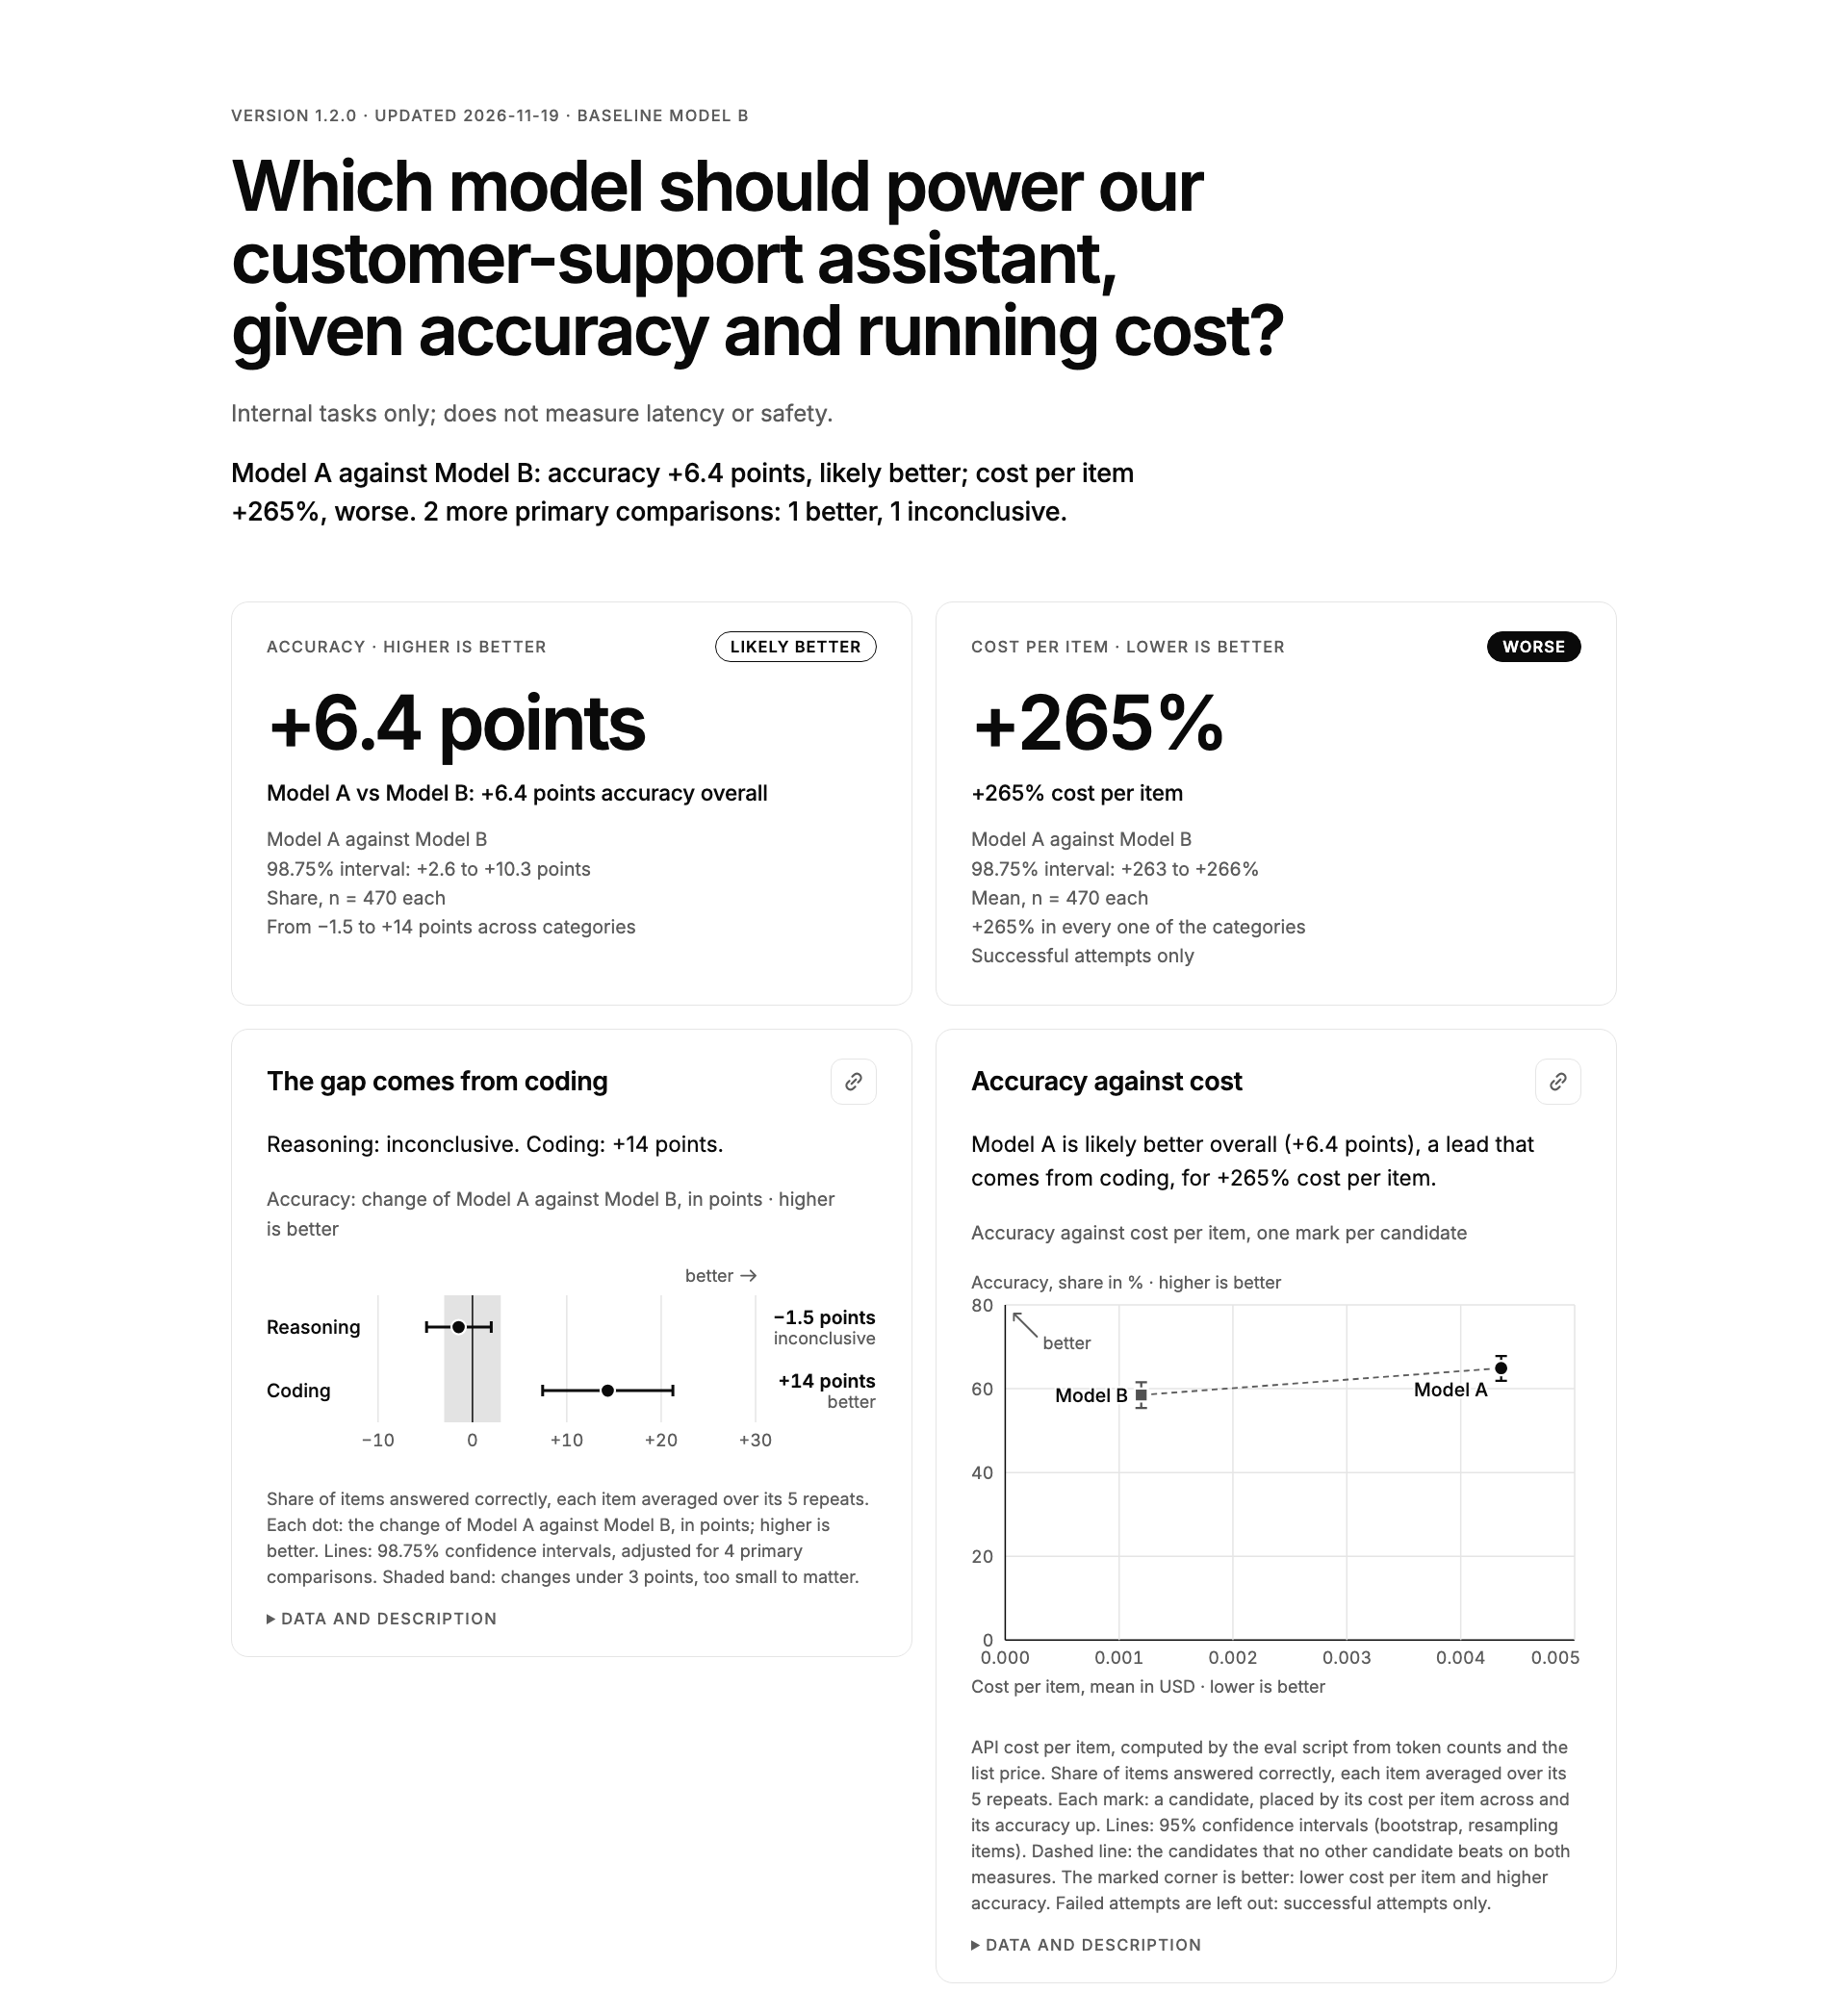 VERSION 1.2.0 · UPDATED 2026-11-19 · BASELINE MODEL B
Which model should power our
customer-support assistant,
given accuracy and running cost?
Internal tasks only; does not measure latency or safety.
Model A against Model B: accuracy +6.4 points, likely better; cost per item
+265%, worse. 2 more primary comparisons: 1 better, 1 inconclusive.
ACCURACY · HIGHER IS BETTER
LIKELY BETTER
+6.4 points
Model A vs Model B: +6.4 points accuracy overall
Model A against Model B
98.75% interval: +2.6 to +10.3 points
Share, n = 470 each
From −1.5 to +14 points across categories
COST PER ITEM · LOWER IS BETTER
WORSE
+265%
+265% cost per item
Model A against Model B
98.75% interval: +263 to +266%
Mean, n = 470 each
+265% in every one of the categories
Successful attempts only
The gap comes from coding
Reasoning: inconclusive. Coding: +14 points.
Accuracy: change of Model A against Model B, in points · higher
is better
better →
Reasoning
−1.5 points
inconclusive
Coding
+14 points
better
−10
0
+10
+20
+30
Share of items answered correctly, each item averaged over its 5 repeats.
Each dot: the change of Model A against Model B, in points; higher is
better. Lines: 98.75% confidence intervals, adjusted for 4 primary
comparisons. Shaded band: changes under 3 points, too small to matter.
DATA AND DESCRIPTION
Accuracy against cost
Model A is likely better overall (+6.4 points), a lead that
comes from coding, for +265% cost per item.
Accuracy against cost per item, one mark per candidate
Accuracy, share in % · higher is better
80
better
60
Model B
Model A
40
20
0
0.000
0.001
0.002
0.003
0.004
0.005
Cost per item, mean in USD · lower is better
API cost per item, computed by the eval script from token counts and the
list price. Share of items answered correctly, each item averaged over its
5 repeats. Each mark: a candidate, placed by its cost per item across and
its accuracy up. Lines: 95% confidence intervals (bootstrap, resampling
items). Dashed line: the candidates that no other candidate beats on both
measures. The marked corner is better: lower cost per item and higher
accuracy. Failed attempts are left out: successful attempts only.
DATA AND DESCRIPTION